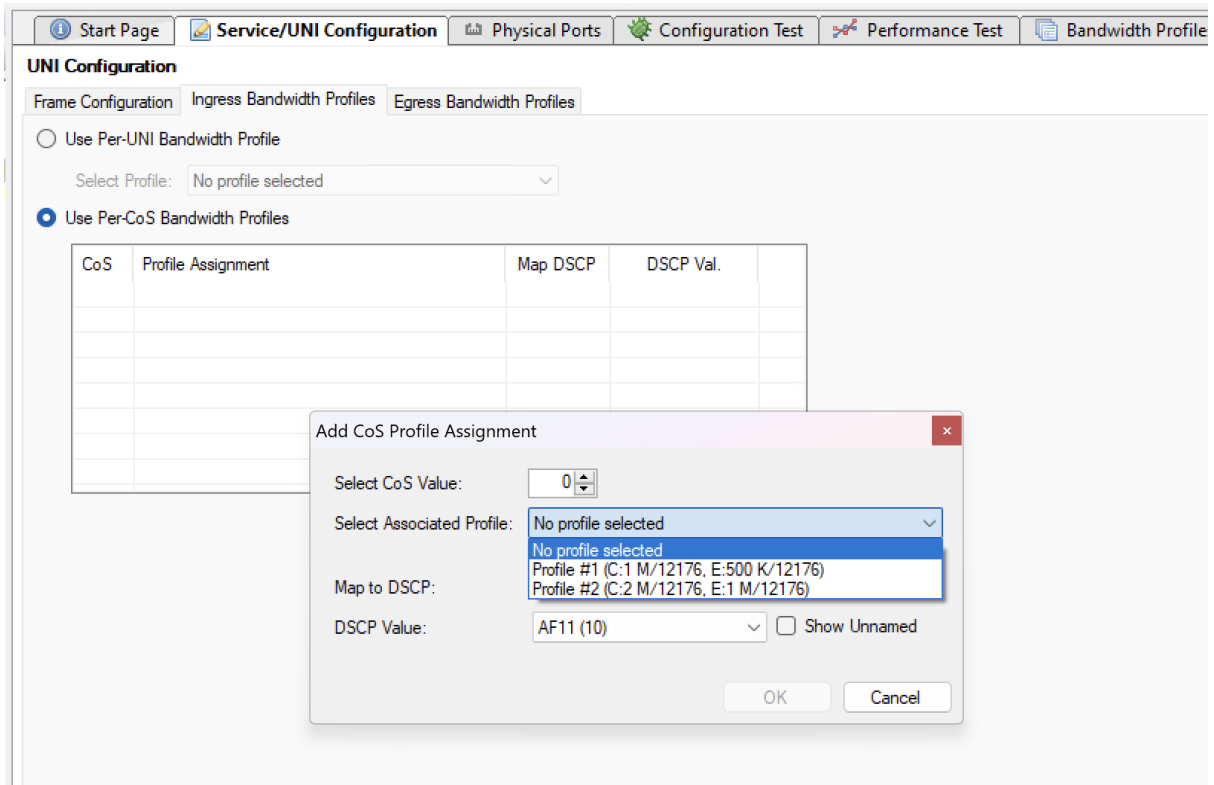 Start Page Service/UNI Configuration Physical Ports Configuration Test Performance Test Bandwidth Profile
UNI Configuration
Frame Configuration Ingress Bandwidth Profiles Egress Bandwidth Profiles
Use Per-UNI Bandwidth Profile
Select Profile: No profile selected
Use Per-CoS Bandwidth Profiles
CoS Profile Assignment Map DSCP DSCP Val.
Add CoS Profile Assignment
Select CoS Value: 0
Select Associated Profile: No profile selected
No profile selected
Profile #1 (C:1 M/12176, E:500 K/12176)
Profile #2 (C:2 M/12176, E:1 M/12176)
Map to DSCP:
DSCP Value: AF11 (10) Show Unnamed
OK Cancel